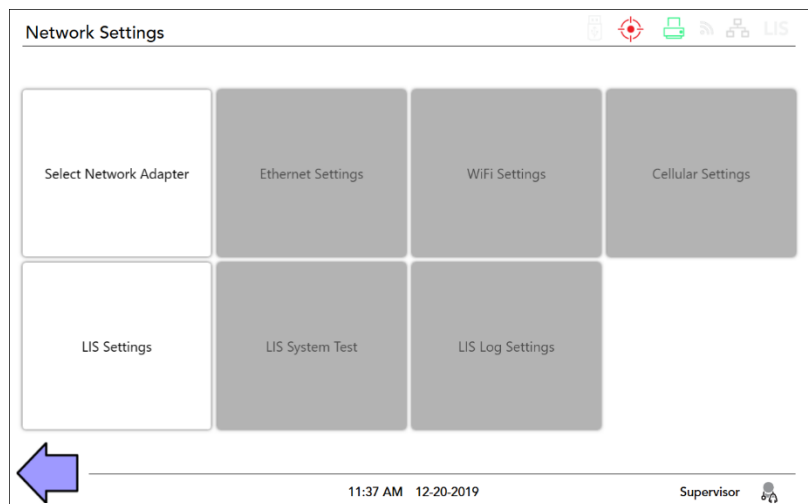 Network Settings LIS
Select Network Adapter Ethernet Settings WiFi Settings Cellular Settings
LIS Settings LIS System Test LIS Log Settings
11:37 AM 12-20-2019 Supervisor